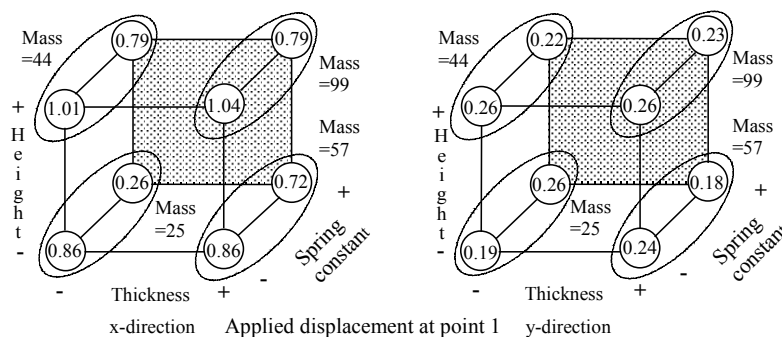 Mass
=44
0.79
0.79
Mass
=99
1.01
1.04
+
Height
-
Mass
=57
0.26
0.72
+
Mass
=25
0.86
0.86
-
Spring
constant
-
Thickness
+
x-direction
Mass
=44
0.22
0.23
Mass
=99
0.26
0.26
+
Height
-
Mass
=57
0.26
0.18
+
Mass
=25
0.19
0.24
-
Spring
constant
-
Thickness
+
Applied displacement at point 1
y-direction